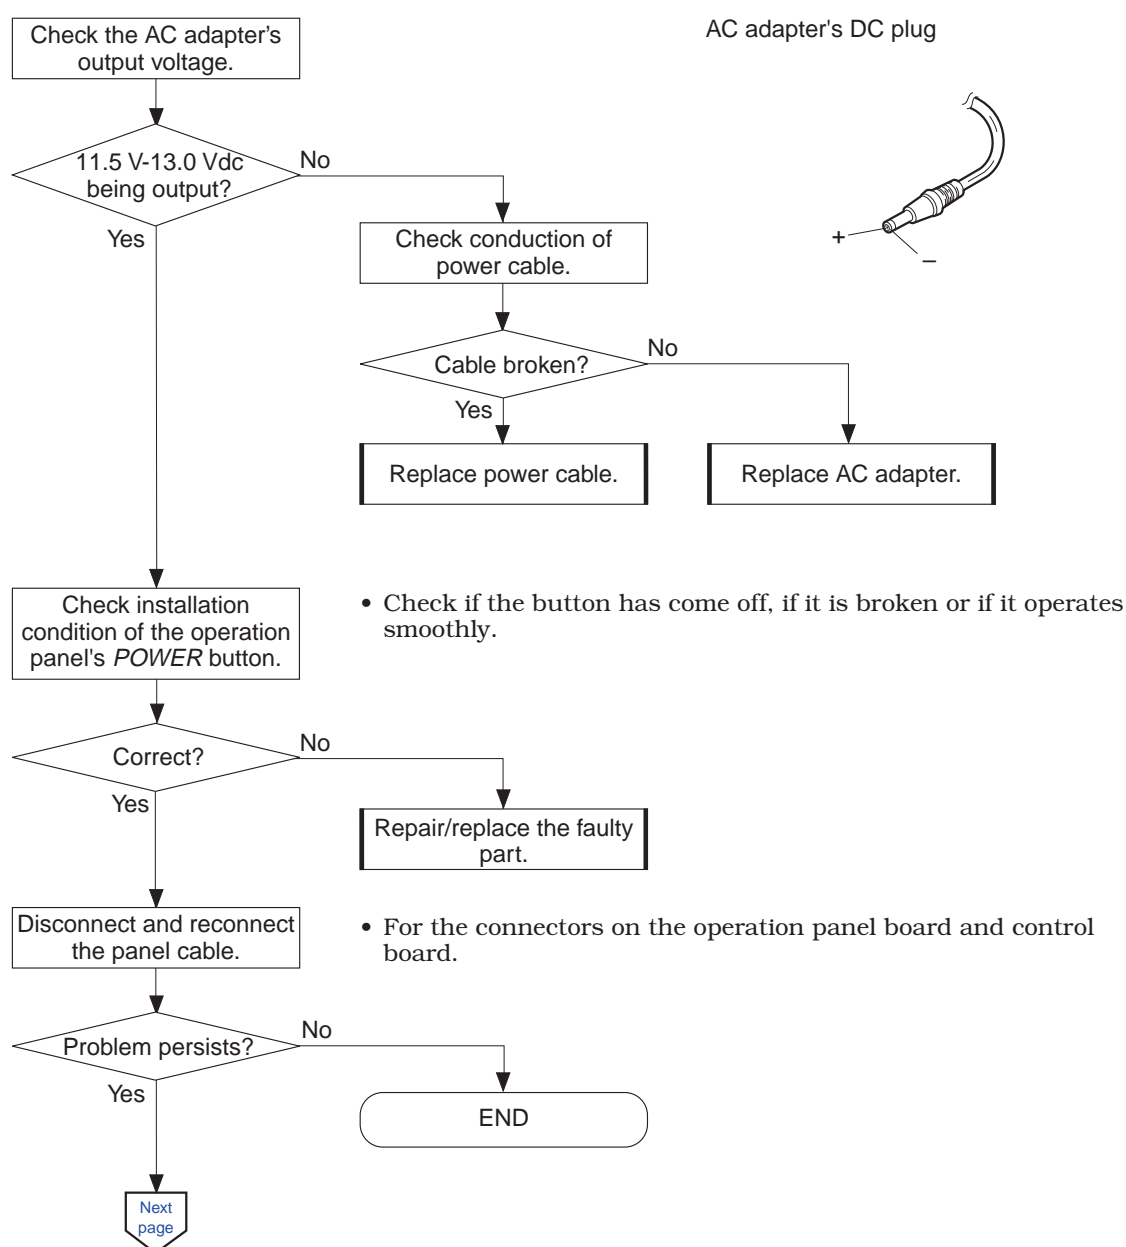 Check the AC adapter's
output voltage.
AC adapter's DC plug
11.5 V-13.0 Vdc
being output?
No
Yes
+
–
Check conduction of
power cable.
Cable broken?
No
Yes
Replace power cable.
Replace AC adapter.
Check installation
condition of the operation
panel's POWER button.
• Check if the button has come off, if it is broken or if it operates
smoothly.
Correct?
No
Yes
Repair/replace the faulty
part.
Disconnect and reconnect
the panel cable.
• For the connectors on the operation panel board and control
board.
Problem persists?
No
Yes
END
Next
page